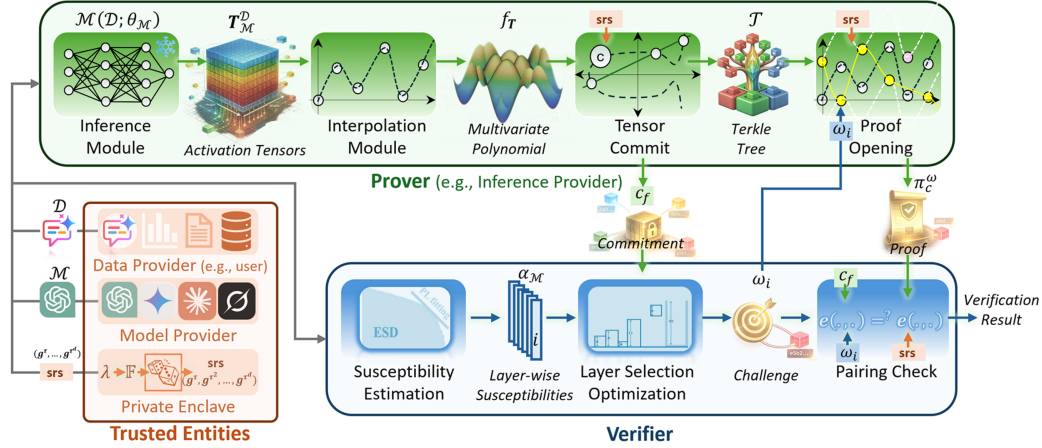 ℳ(𝒟; θ_ℳ)
T_ℳ^𝒟
f_T
srs
𝒯
srs
c
Inference
Module
Activation Tensors
Interpolation
Module
Multivariate
Polynomial
Tensor
Commit
Terkle
Tree
ω_i
Proof
Opening
Prover (e.g., Inference Provider)
c_f
π_c^ω
Commitment
Proof
𝒟
Data Provider (e.g., user)
ℳ
Model Provider
(g^τ, ..., g^{τ^d})
srs
λ
𝔽
srs
(g^τ, g^{τ^2}, ..., g^{τ^d})
Private Enclave
Trusted Entities
PL fitting
ESD
Susceptibility
Estimation
α_ℳ
i
Layer-wise
Susceptibilities
Layer Selection
Optimization
ω_i
Challenge
c_f
e(.,.) =? e(.,.)
ω_i
srs
Pairing Check
Verification
Result
Verifier